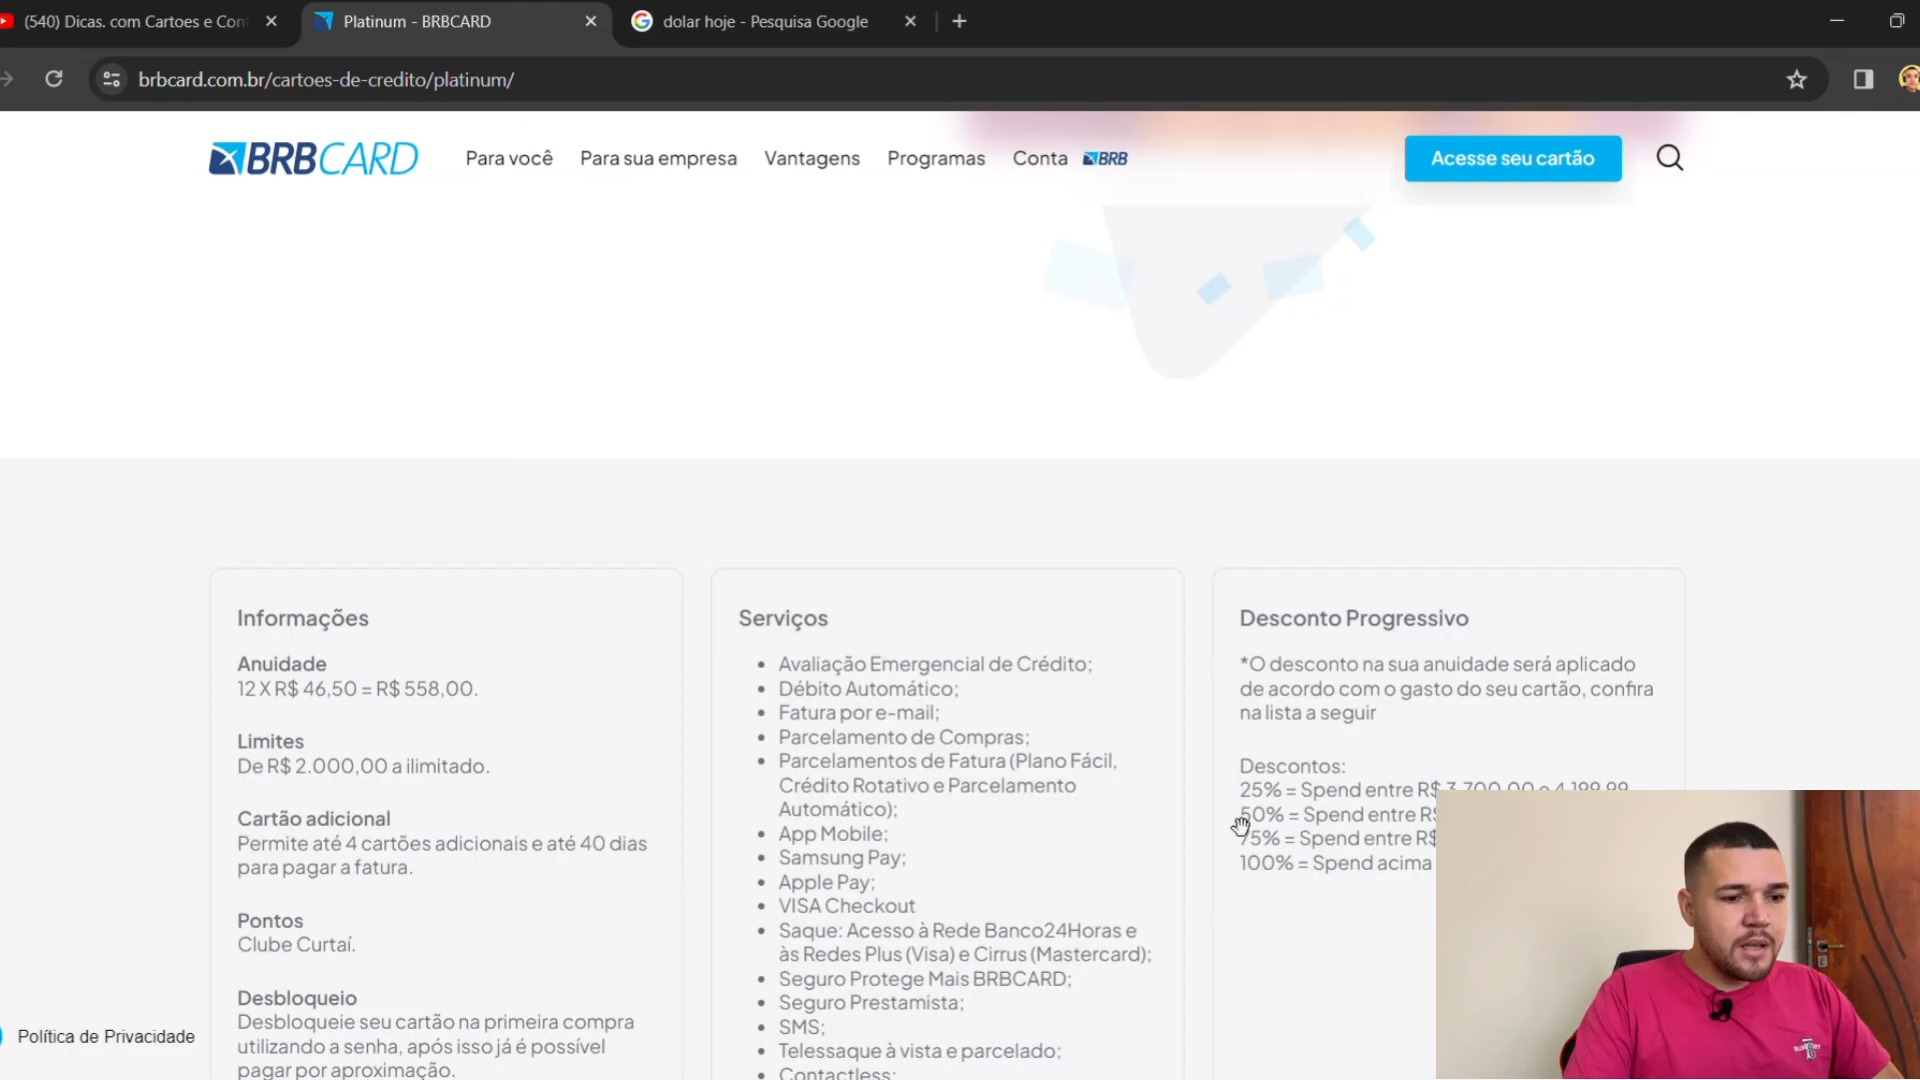 (540) Dicas. com Cartoes e Con
Platinum - BRBCARD
dolar hoje - Pesquisa Google
brbcard.com.br/cartoes-de-credito/platinum/
BRBCARD
Para você
Para sua empresa
Vantagens
Programas
Conta BRB
Acesse seu cartão
Informações
Anuidade
12 X R$ 46,50 = R$ 558,00.
Limites
De R$ 2.000,00 a ilimitado.
Cartão adicional
Permite até 4 cartões adicionais e até 40 dias
para pagar a fatura.
Pontos
Clube Curtaí.
Desbloqueio
Desbloqueie seu cartão na primeira compra
utilizando a senha, após isso já é possível
pagar por aproximação.
Serviços
• Avaliação Emergencial de Crédito;
• Débito Automático;
• Fatura por e-mail;
• Parcelamento de Compras;
• Parcelamentos de Fatura (Plano Fácil,
Crédito Rotativo e Parcelamento
Automático);
• App Mobile;
• Samsung Pay;
• Apple Pay;
• VISA Checkout
• Saque: Acesso à Rede Banco24Horas e
às Redes Plus (Visa) e Cirrus (Mastercard);
• Seguro Protege Mais BRBCARD;
• Seguro Prestamista;
• SMS;
• Telessaque à vista e parcelado;
• Contactless;
Desconto Progressivo
*O desconto na sua anuidade será aplicado
de acordo com o gasto do seu cartão, confira
na lista a seguir
Descontos:
25% = Spend entre R$ 3.700,00 e 4.199,99
50% = Spend entre R$
75% = Spend entre R$
100% = Spend acima
Política de Privacidade